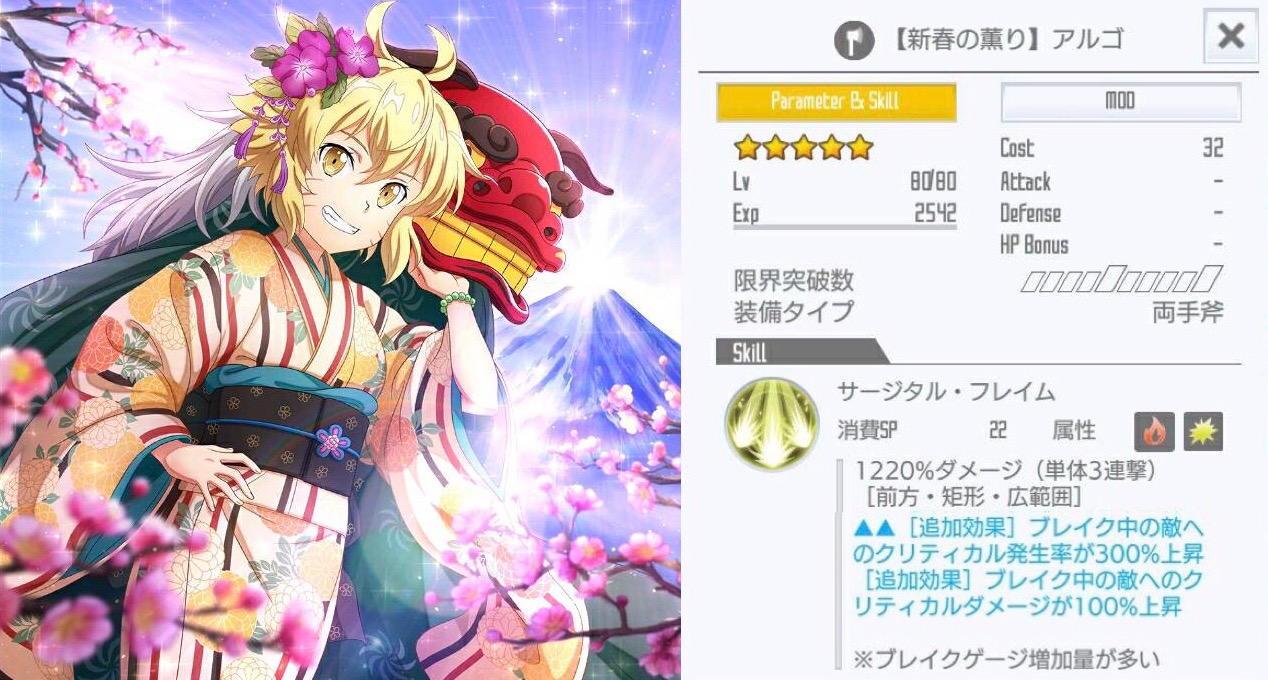 【新春の薫り】アルゴ
Parameter & Skill
MOD
Lv 80/80
Exp 2542
Cost 32
Attack -
Defense -
HP Bonus -
限界突破数
装備タイプ 両手斧
Skill
サージタル・フレイム
消費SP 22 属性
1220%ダメージ（単体3連撃）
［前方・矩形・広範囲］
▲▲［追加効果］ブレイク中の敵へ
のクリティカル発生率が300%上昇
［追加効果］ブレイク中の敵へのク
リティカルダメージが100%上昇
※ブレイクゲージ増加量が多い